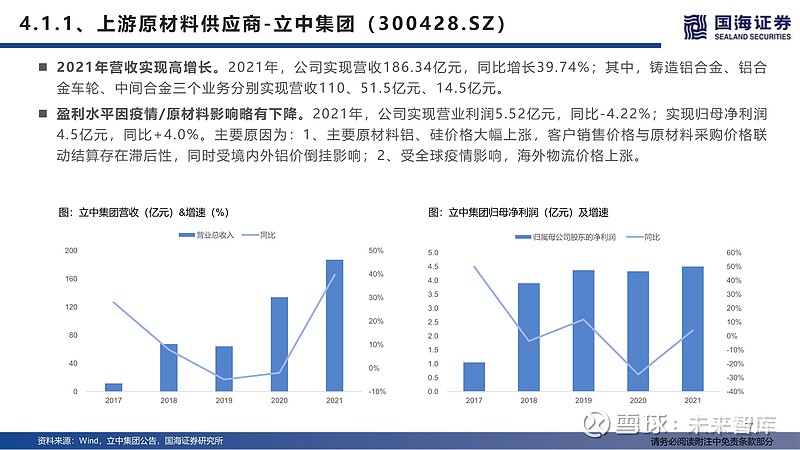 4.1.1、上游原材料供应商-立中集团（300428.SZ）
国海证券
SEALAND SECURITIES
■ 2021年营收实现高增长。2021年，公司实现营收186.34亿元，同比增长39.74%；其中，铸造铝合金、铝合
金车轮、中间合金三个业务分别实现营收110、51.5亿元、14.5亿元。
■ 盈利水平因疫情/原材料影响略有下降。2021年，公司实现营业利润5.52亿元，同比-4.22%；实现归母净利润
4.5亿元，同比+4.0%。主要原因为：1、主要原材料铝、硅价格大幅上涨，客户销售价格与原材料采购价格联
动结算存在滞后性，同时受境内外铝价倒挂影响；2、受全球疫情影响，海外物流价格上涨。
图：立中集团营收（亿元）&增速（%）
营业总收入 同比
200
160
120
80
40
0
50%
40%
30%
20%
10%
0%
-10%
2017 2018 2019 2020 2021
图：立中集团归母净利润（亿元）及增速
归属母公司股东的净利润 同比
5.0
4.5
4.0
3.5
3.0
2.5
2.0
1.5
1.0
0.5
0.0
60%
50%
40%
30%
20%
10%
0%
-10%
-20%
-30%
-40%
2017 2018 2019 2020 2021
雪球：未来智库
7
资料来源：Wind，立中集团公告，国海证券研究所
请务必阅读附注中免责条款部分